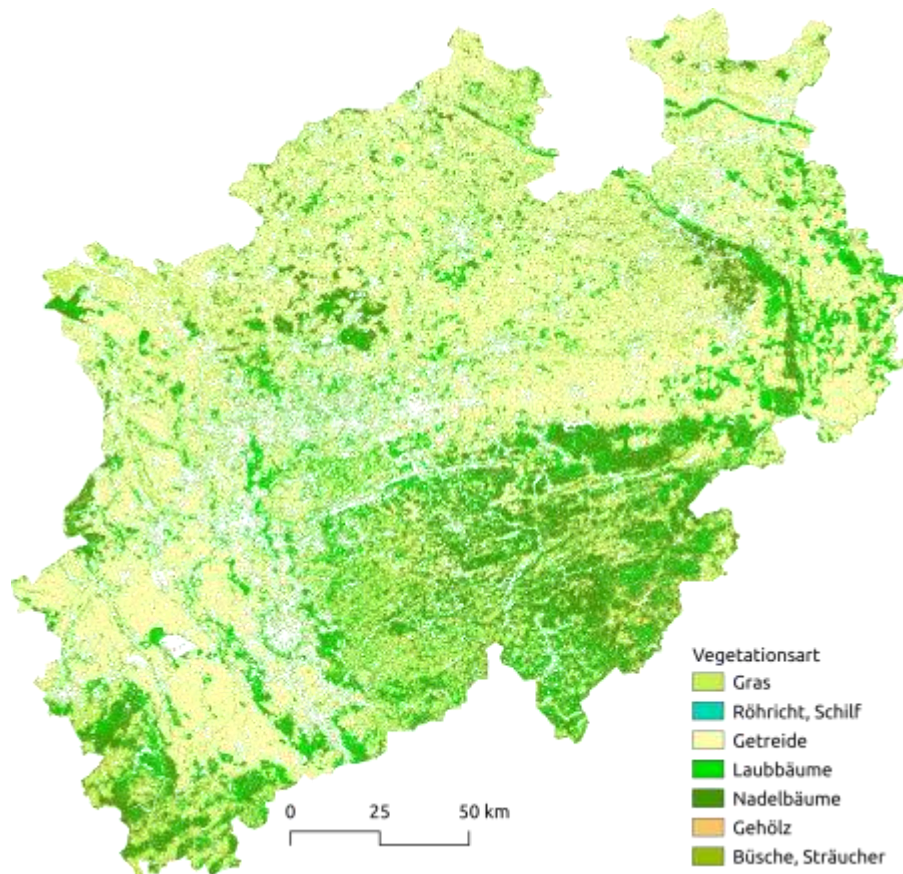 Vegetationsart
Gras
Röhricht, Schilf
Getreide
Laubbäume
Nadelbäume
Gehölz
Büsche, Sträucher
0 25 50 km